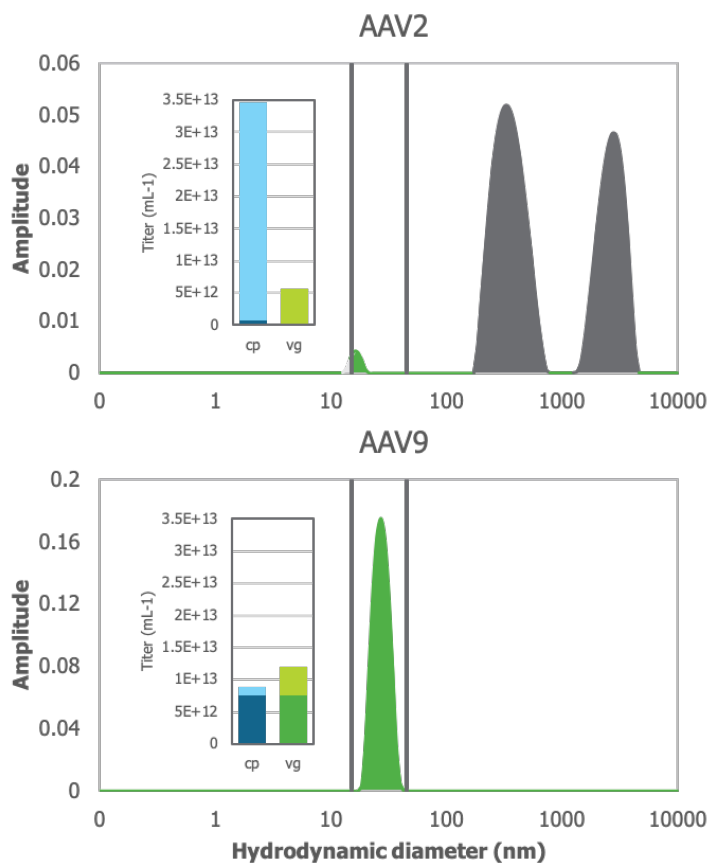 AAV2
0.06
0.05
0.04
0.03
0.02
0.01
0
Amplitude
3.5E+13
3E+13
2.5E+13
2E+13
1.5E+13
1E+13
5E+12
0
Titer (mL-1)
cp vg
0 1 10 100 1000 10000
AAV9
0.2
0.16
0.12
0.08
0.04
0
Amplitude
3.5E+13
3E+13
2.5E+13
2E+13
1.5E+13
1E+13
5E+12
0
Titer (mL-1)
cp vg
0 1 10 100 1000 10000
Hydrodynamic diameter (nm)